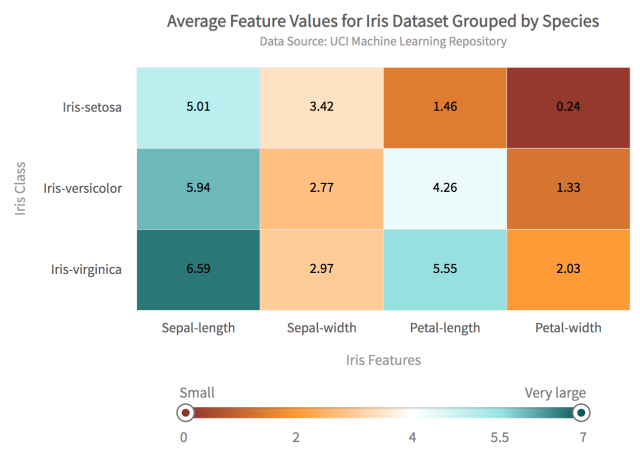 Average Feature Values for Iris Dataset Grouped by Species
Data Source: UCI Machine Learning Repository
Iris Class
Iris-setosa 5.01 3.42 1.46 0.24
Iris-versicolor 5.94 2.77 4.26 1.33
Iris-virginica 6.59 2.97 5.55 2.03
Sepal-length Sepal-width Petal-length Petal-width
Iris Features
Small Very large
0 2 4 5.5 7